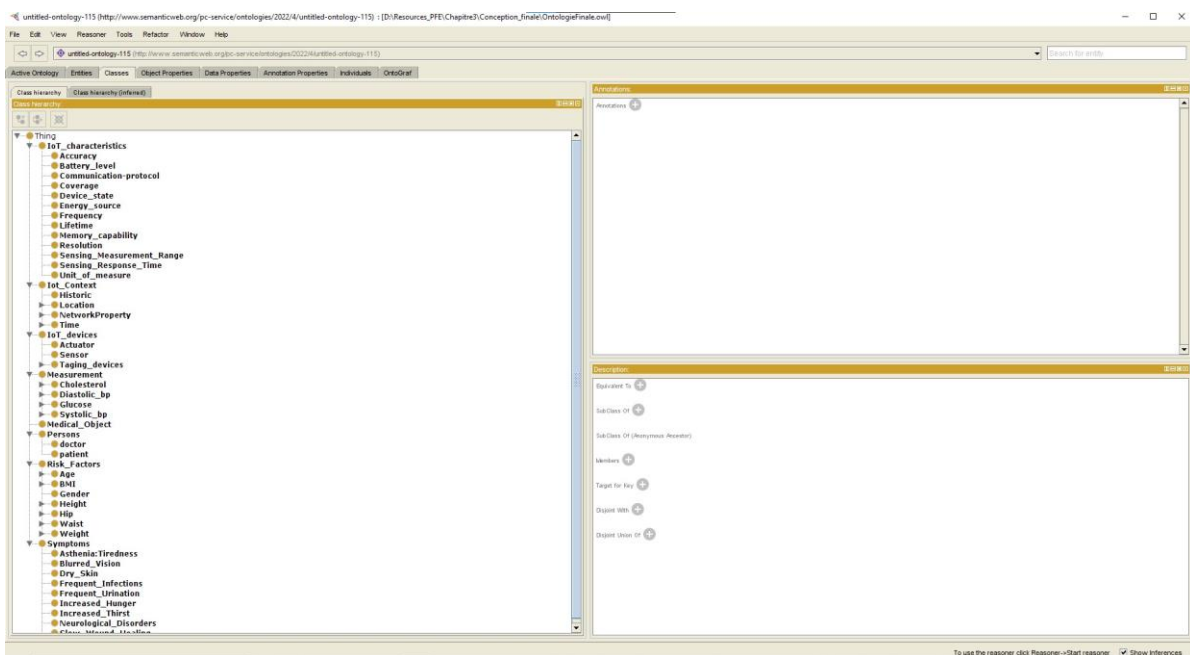 untitled-ontology-115 (http://www.semanticweb.org/pc-service/ontologies/2022/4/untitled-ontology-115) : [D:\Resources_PFE\Chapitre3\Conception_finale\OntologieFinale.owl]
File Edit View Reasoner Tools Refactor Window Help
untitled-ontology-115 (http://www.semanticweb.org/pc-service/ontologies/2022/4/untitled-ontology-115)
Search for entity
Active Ontology Entities Classes Object Properties Data Properties Annotation Properties Individuals OntoGraf
Class hierarchy Class hierarchy (inferred)
Class hierarchy
Thing
IoT_characteristics
Accuracy
Battery_level
Communication-protocol
Coverage
Device_state
Energy_source
Frequency
Lifetime
Memory_capability
Resolution
Sensing_Measurement_Range
Sensing_Response_Time
Unit_of_measure
Iot_Context
Historic
Location
NetworkProperty
Time
IoT_devices
Actuator
Sensor
Taging_devices
Measurement
Cholesterol
Diastolic_bp
Glucose
Systolic_bp
Medical_Object
Persons
doctor
patient
Risk_Factors
Age
BMI
Gender
Height
Hip
Waist
Weight
Symptoms
Asthenia:Tiredness
Blurred_Vision
Dry_Skin
Frequent_Infections
Frequent_Urination
Increased_Hunger
Increased_Thirst
Neurological_Disorders
Slow_Wound_Healing
Annotations:
Annotations
Description:
Equivalent To
SubClass Of
SubClass Of (Anonymous Ancestor)
Members
Target for Key
Disjoint With
Disjoint Union Of
To use the reasoner click Reasoner->Start reasoner Show Inferences